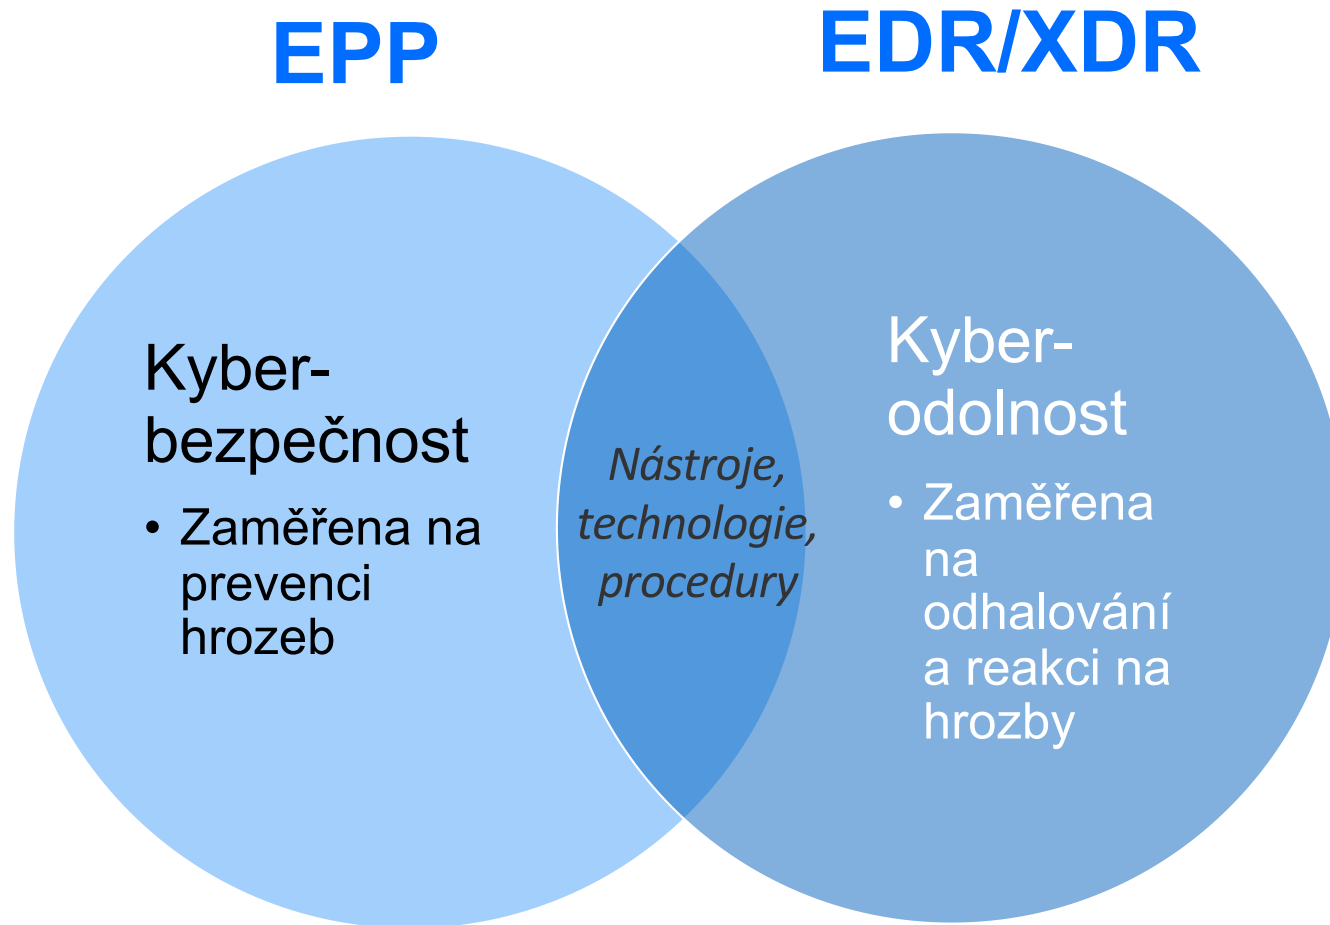 EPP
EDR/XDR
Kyber-
bezpečnost
• Zaměřena na
prevenci
hrozeb
Nástroje,
technologie,
procedury
Kyber-
odolnost
• Zaměřena
na
odhalování
a reakci na
hrozby